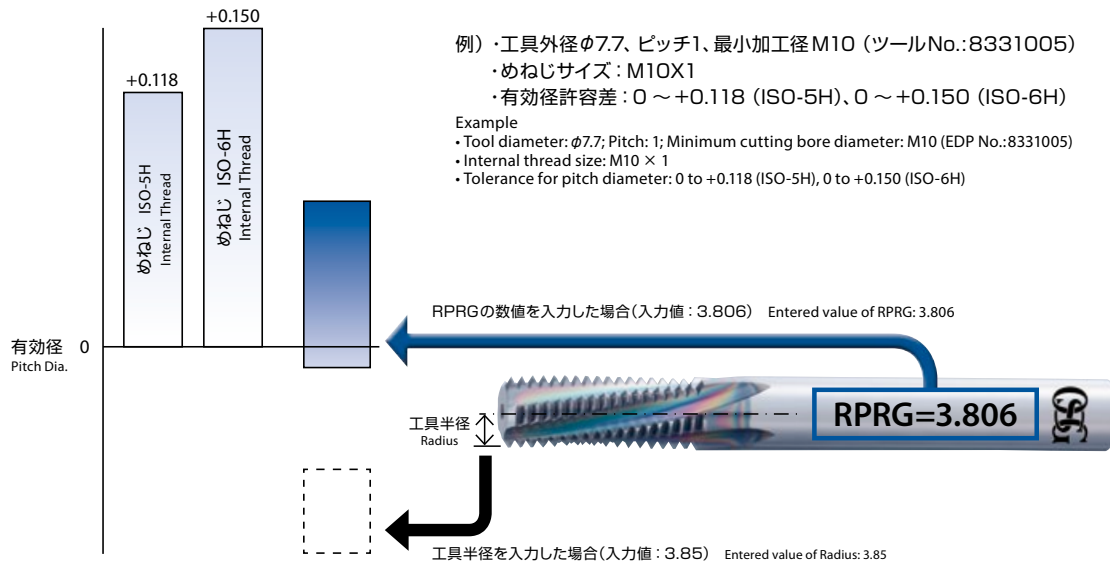 +0.150
+0.118
めねじ ISO-5H
Internal Thread
めねじ ISO-6H
Internal Thread
例）・工具外径φ7.7、ピッチ1、最小加工径M10（ツールNo.:8331005）
・めねじサイズ：M10X1
・有効径許容差：0 ～+0.118（ISO-5H）、0 ～+0.150（ISO-6H）
Example
• Tool diameter: φ7.7; Pitch: 1; Minimum cutting bore diameter: M10 (EDP No.:8331005)
• Internal thread size: M10 × 1
• Tolerance for pitch diameter: 0 to +0.118 (ISO-5H), 0 to +0.150 (ISO-6H)
RPRGの数値を入力した場合（入力値：3.806） Entered value of RPRG: 3.806
有効径 0
Pitch Dia.
工具半径
Radius
RPRG=3.806
OSG
工具半径を入力した場合（入力値：3.85） Entered value of Radius: 3.85